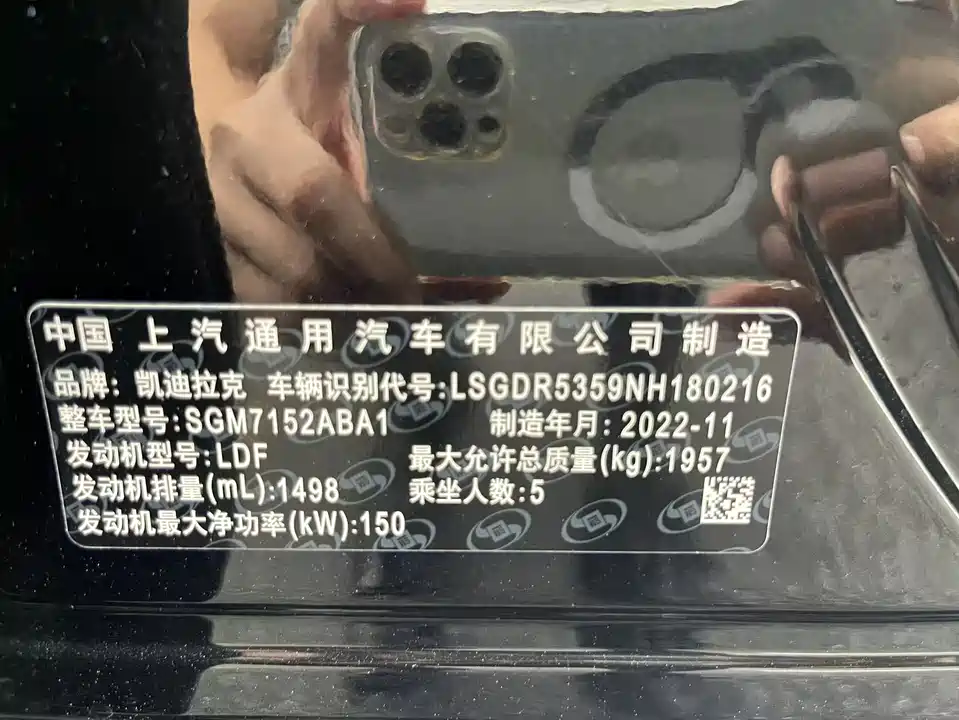 中国上汽通用汽车有限公司制造
品牌: 凯迪拉克 车辆识别代号:LSGDR5359NH180216
整车型号:SGM7152ABA1 制造年月: 2022-11
发动机型号:LDF 最大允许总质量(kg):1957
发动机排量(mL):1498 乘坐人数:5
发动机最大净功率(kW):150